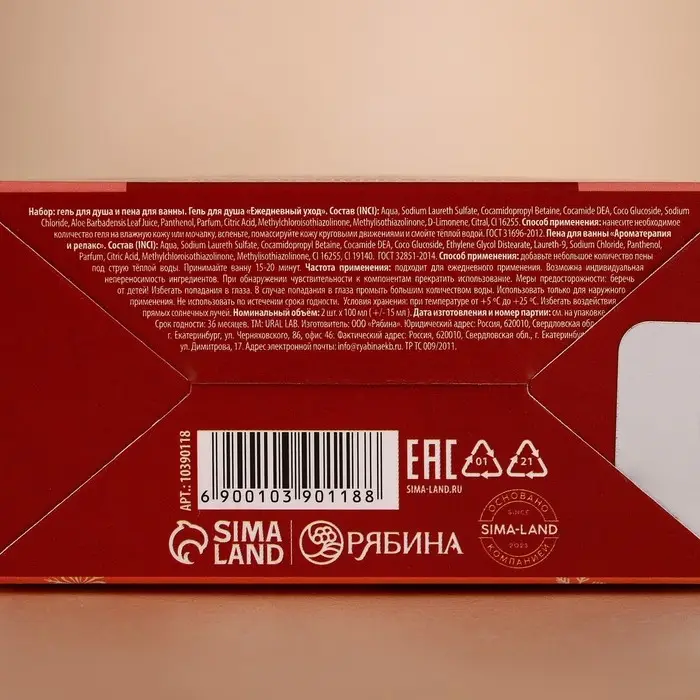 Набор: гель для душа и пена для ванны. Гель для душа «Ежедневный уход». Состав (INCI): Aqua, Sodium Laureth Sulfate, Cocamidopropyl Betaine, Cocamide DEA, Coco Glucoside, Sodium
Chloride, Aloe Barbadensis Leaf Juice, Panthenol, Parfum, Citric Acid, Methylchloroisothiazolinone, Methylisothiazolinone, D-Limonene, Citral, CI 16255. Способ применения: нанесите необходимое
количество геля на влажную кожу или мочалку, вспеньте, помассируйте кожу круговыми движениями и смойте тёплой водой. ГОСТ 31696-2012. Пена для ванны «Ароматерапия
и релакс». Состав (INCI): Aqua, Sodium Laureth Sulfate, Cocamidopropyl Betaine, Cocamide DEA, Coco Glucoside, Ethylene Glycol Distearate, Laureth-9, Sodium Chloride, Panthenol,
Parfum, Citric Acid, Methylchloroisothiazolinone, Methylisothiazolinone, CI 16255, CI 19140. ГОСТ 32851-2014. Способ применения: добавьте небольшое количество пены
под струю тёплой воды. Принимайте ванну 15-20 минут. Частота применения: подходит для ежедневного применения. Возможна индивидуальная
непереносимость ингредиентов. При обнаружении чувствительности к компонентам прекратить использование. Меры предосторожности: беречь
от детей! Избегать попадания в глаза. В случае попадания в глаза промыть большим количеством воды. Использовать только для наружного
применения. Не использовать по истечении срока годности. Условия хранения: при температуре от +5 °C до +25 °C. Избегать воздействия
прямых солнечных лучей. Номинальный объём: 2 шт. х 100 мл ( +/- 15 мл ). Дата изготовления и номер партии: см. на упаковке.
Срок годности: 36 месяцев. TM: URAL LAB. Изготовитель: ООО «Рябина». Юридический адрес: Россия, 620010, Свердловская обл.,
г. Екатеринбург, ул. Черняховского, 86, офис 46. Фактический адрес: Россия, 620010, Свердловская обл., г. Екатеринбург,
ул. Димитрова, 17. Адрес электронной почты: info@ryabinaekb.ru. ТР ТС 009/2011.
АРТ.: 10390118
6 900103 901188
EAC
01
21
SIMA-LAND.RU
SIMA
LAND
РЯБИНА
ОСНОВАНО
SINCE
SIMA-LAND
КОМПАНИЕЙ